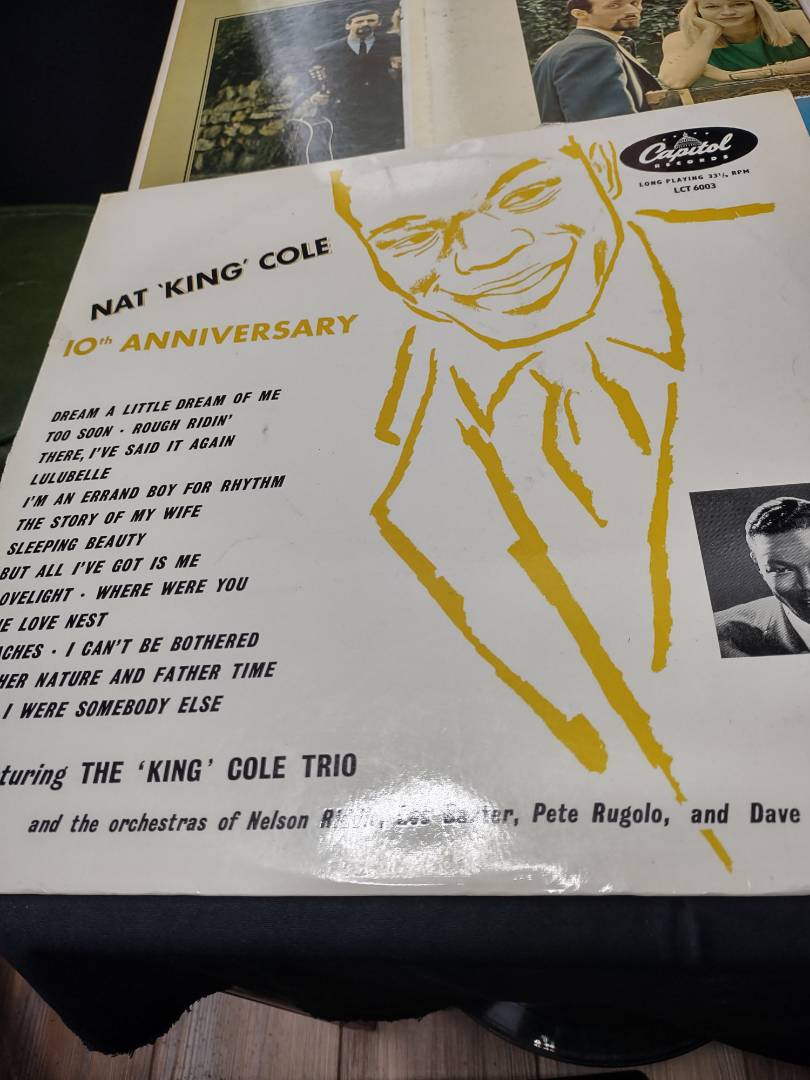 Capitol
RECORDS
LONG PLAYING 33⅓ RPM
LCT 6003
NAT 'KING' COLE
10th ANNIVERSARY
DREAM A LITTLE DREAM OF ME
TOO SOON · ROUGH RIDIN'
THERE, I'VE SAID IT AGAIN
LULUBELLE
I'M AN ERRAND BOY FOR RHYTHM
THE STORY OF MY WIFE
SLEEPING BEAUTY
BUT ALL I'VE GOT IS ME
OVELIGHT · WHERE WERE YOU
E LOVE NEST
CHES · I CAN'T BE BOTHERED
HER NATURE AND FATHER TIME
I WERE SOMEBODY ELSE
turing THE 'KING' COLE TRIO
and the orchestras of Nelson Baxter, Pete Rugolo, and Dave